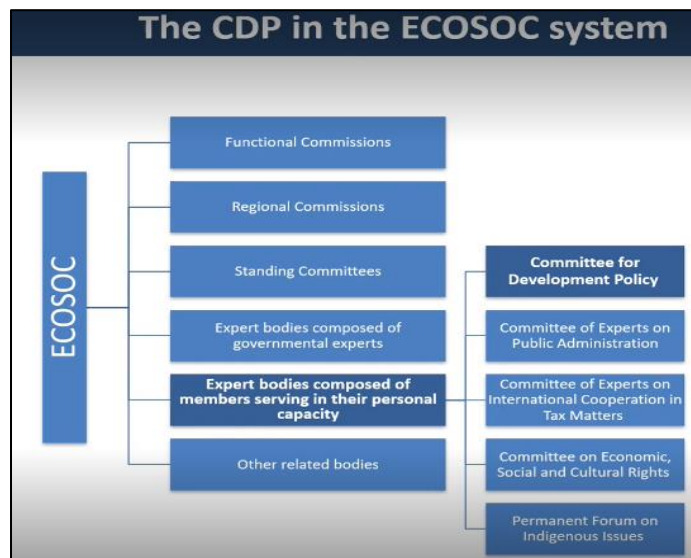 The CDP in the ECOSOC system
ECOSOC
Functional Commissions
Regional Commissions
Standing Committees
Expert bodies composed of
governmental experts
Expert bodies composed of
members serving in their personal
capacity
Other related bodies
Committee for
Development Policy
Committee of Experts on
Public Administration
Committee of Experts on
International Cooperation in
Tax Matters
Committee on Economic,
Social and Cultural Rights
Permanent Forum on
Indigenous Issues